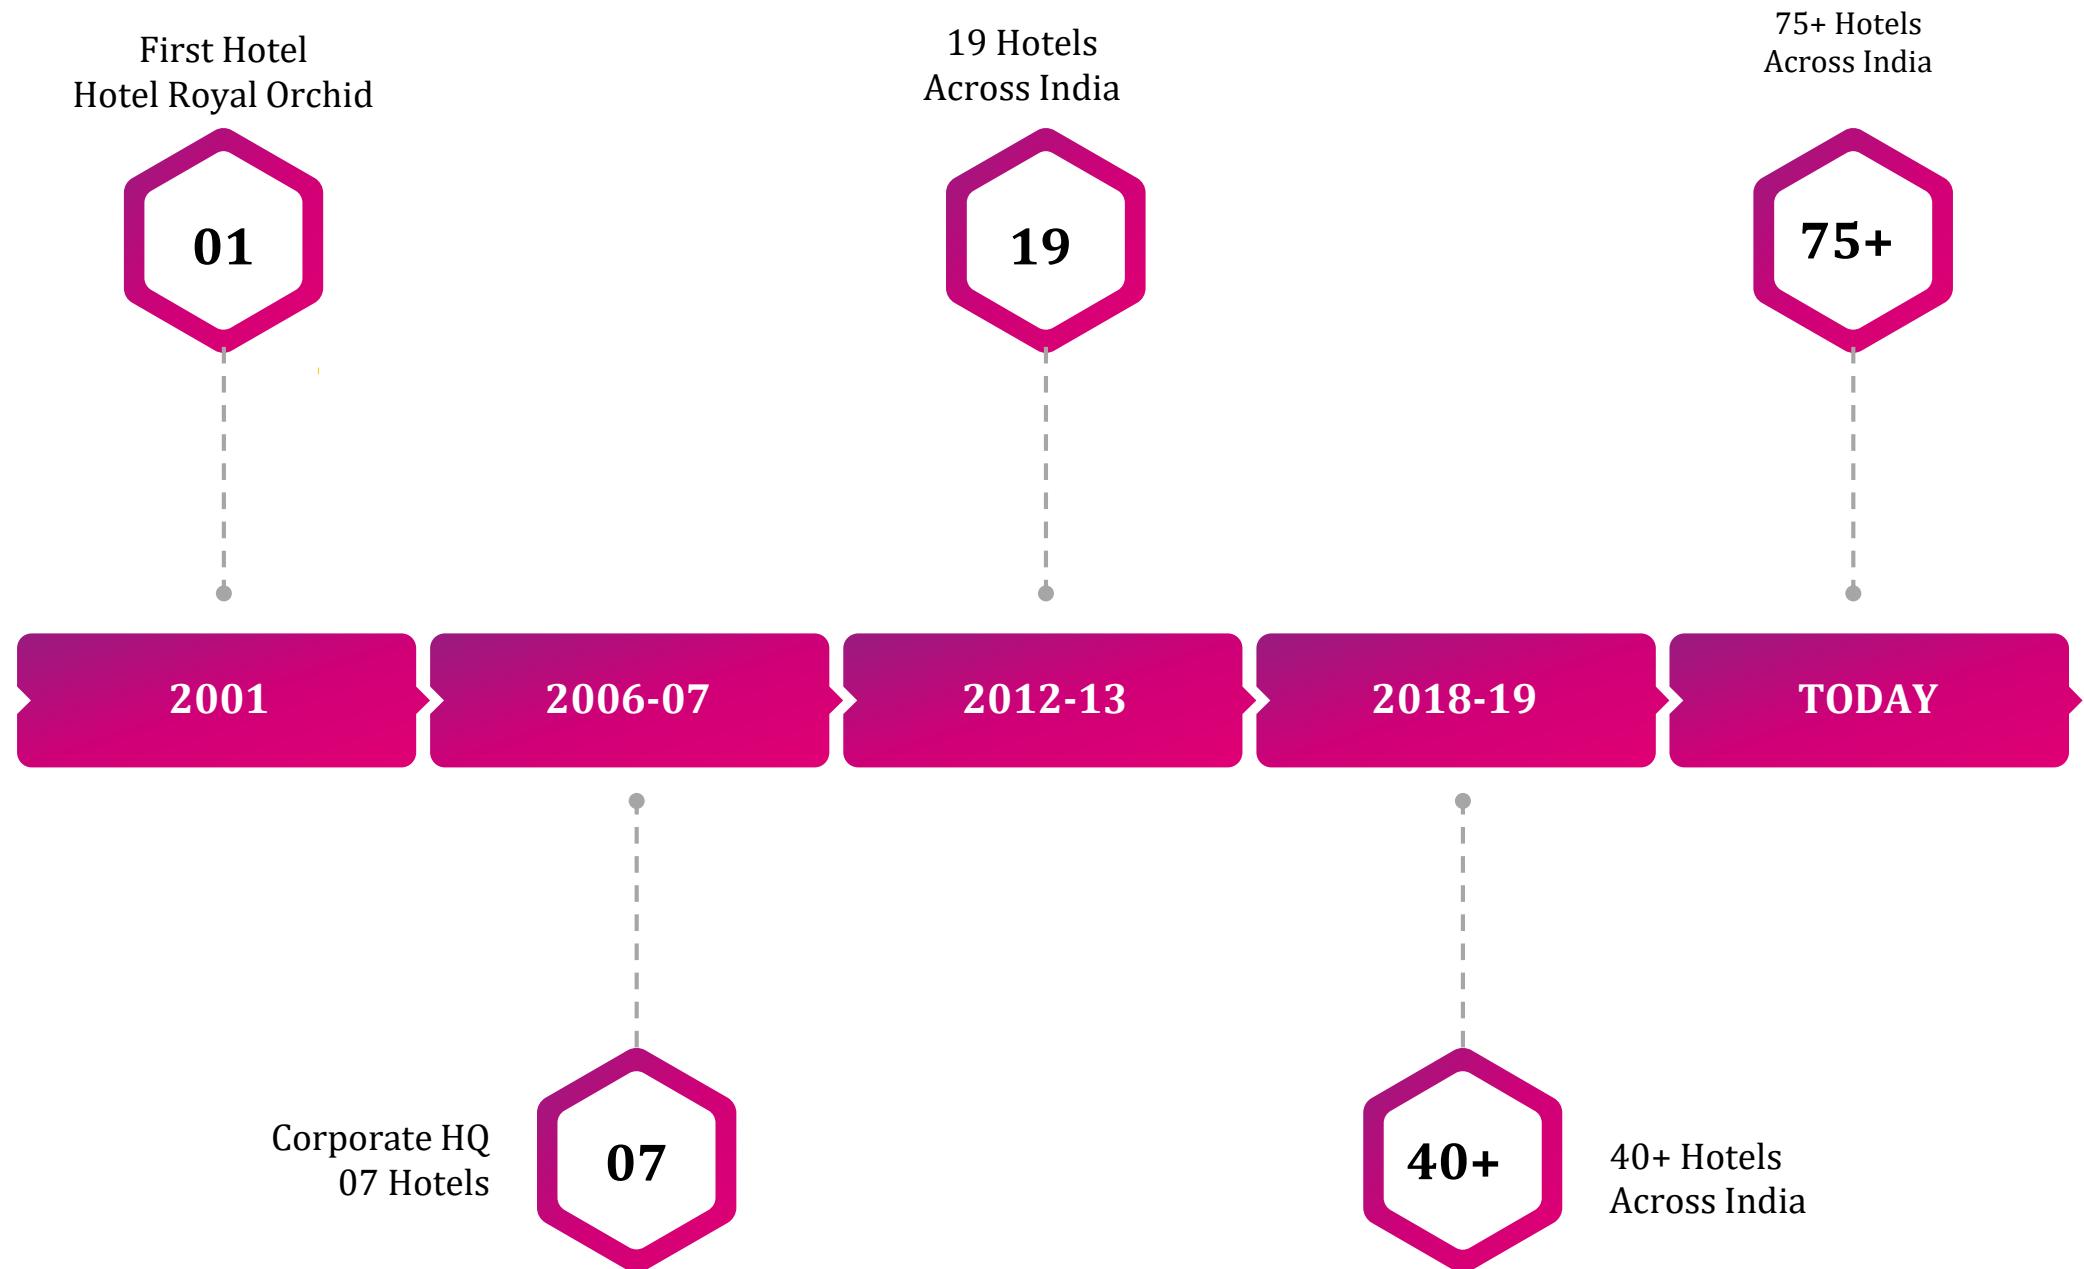 First Hotel
Hotel Royal Orchid
01
19 Hotels
Across India
19
75+ Hotels
Across India
75+
2001
2006-07
2012-13
2018-19
TODAY
Corporate HQ
07 Hotels
07
40+
40+ Hotels
Across India